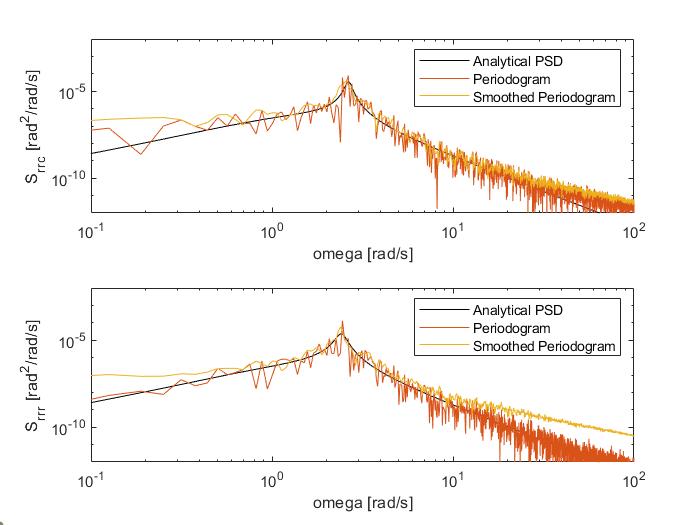 Analytical PSD
Periodogram
Smoothed Periodogram
S_rrc [rad^2/rad/s]
10^-5
10^-10
10^-1 10^0 10^1 10^2
omega [rad/s]
Analytical PSD
Periodogram
Smoothed Periodogram
S_rrr [rad^2/rad/s]
10^-5
10^-10
10^-1 10^0 10^1 10^2
omega [rad/s]